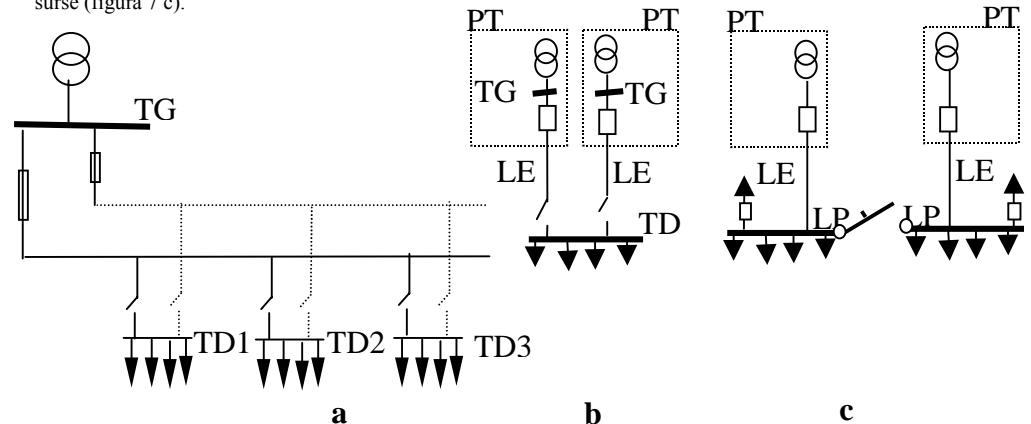 surse (figura 7 c).
TG
TD1
TD2
TD3
a
PT
PT
TG
TG
LE
LE
TD
b
PT
PT
LE
LE
LP
LP
c